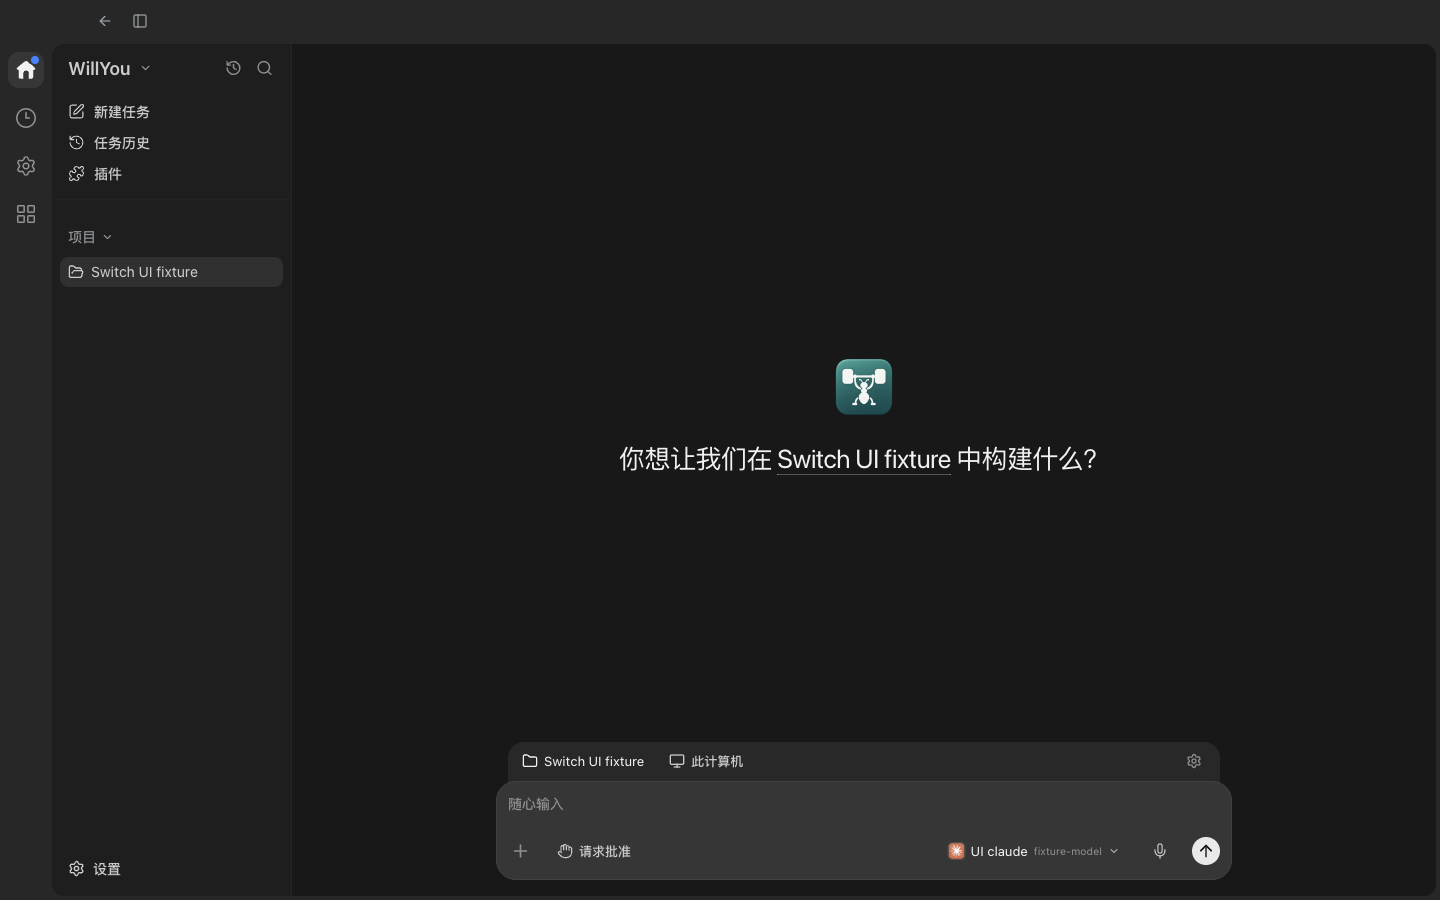 WillYou
新建任务
任务历史
插件
项目
Switch UI fixture
你想让我们在 Switch UI fixture 中构建什么?
Switch UI fixture 此计算机
随心输入
请求批准 UI claude fixture-model
设置